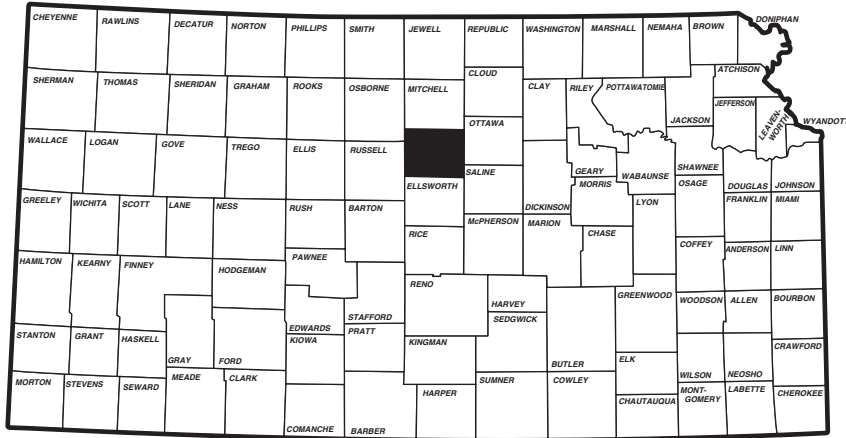 CHEYENNE RAWLINS DECATUR NORTON PHILLIPS SMITH JEWELL REPUBLIC WASHINGTON MARSHALL NEMAHA BROWN DONIPHAN
CLOUD ATCHISON
SHERMAN THOMAS SHERIDAN GRAHAM ROOKS OSBORNE MITCHELL CLAY RILEY POTTAWATOMIE
JACKSON JEFFERSON LEAVEN-
WORTH WYANDOTT
OTTAWA
WALLACE LOGAN GOVE TREGO ELLIS RUSSELL
SALINE GEARY WABAUNSE SHAWNEE
ELLSWORTH MORRIS OSAGE DOUGLAS JOHNSON
GREELEY WICHITA SCOTT LANE NESS RUSH BARTON DICKINSON LYON FRANKLIN MIAMI
McPHERSON MARION
RICE CHASE
COFFEY ANDERSON LINN
HAMILTON KEARNY FINNEY HODGEMAN PAWNEE
RENO HARVEY GREENWOOD WOODSON ALLEN BOURBON
STAFFORD SEDGWICK
EDWARDS PRATT
STANTON GRANT HASKELL KIOWA KINGMAN CRAWFORD
GRAY FORD BUTLER ELK
MORTON STEVENS SEWARD MEADE CLARK SUMNER COWLEY WILSON NEOSHO
HARPER CHAUTAUQUA MONT-
GOMERY LABETTE CHEROKEE
COMANCHE BARBER